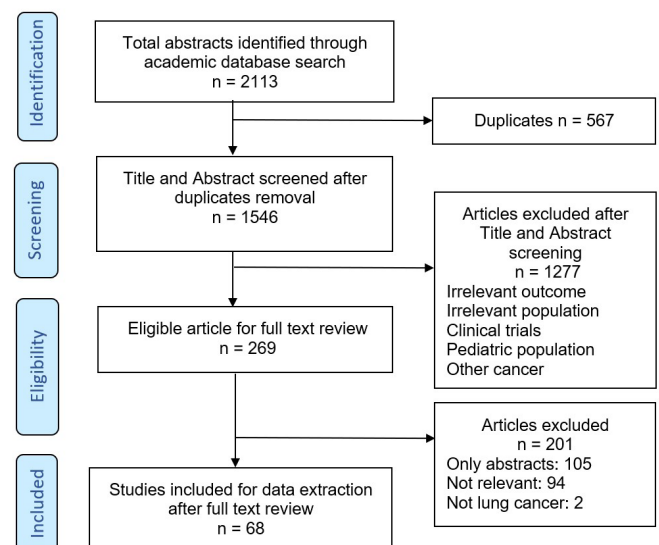 Identification
Total abstracts identified through
academic database search
n = 2113
Duplicates n = 567
Screening
Title and Abstract screened after
duplicates removal
n = 1546
Articles excluded after
Title and Abstract
screening
n = 1277
Irrelevant outcome
Irrelevant population
Clinical trials
Pediatric population
Other cancer
Eligibility
Eligible article for full text review
n = 269
Articles excluded
n = 201
Only abstracts: 105
Not relevant: 94
Not lung cancer: 2
Included
Studies included for data extraction
after full text review
n = 68